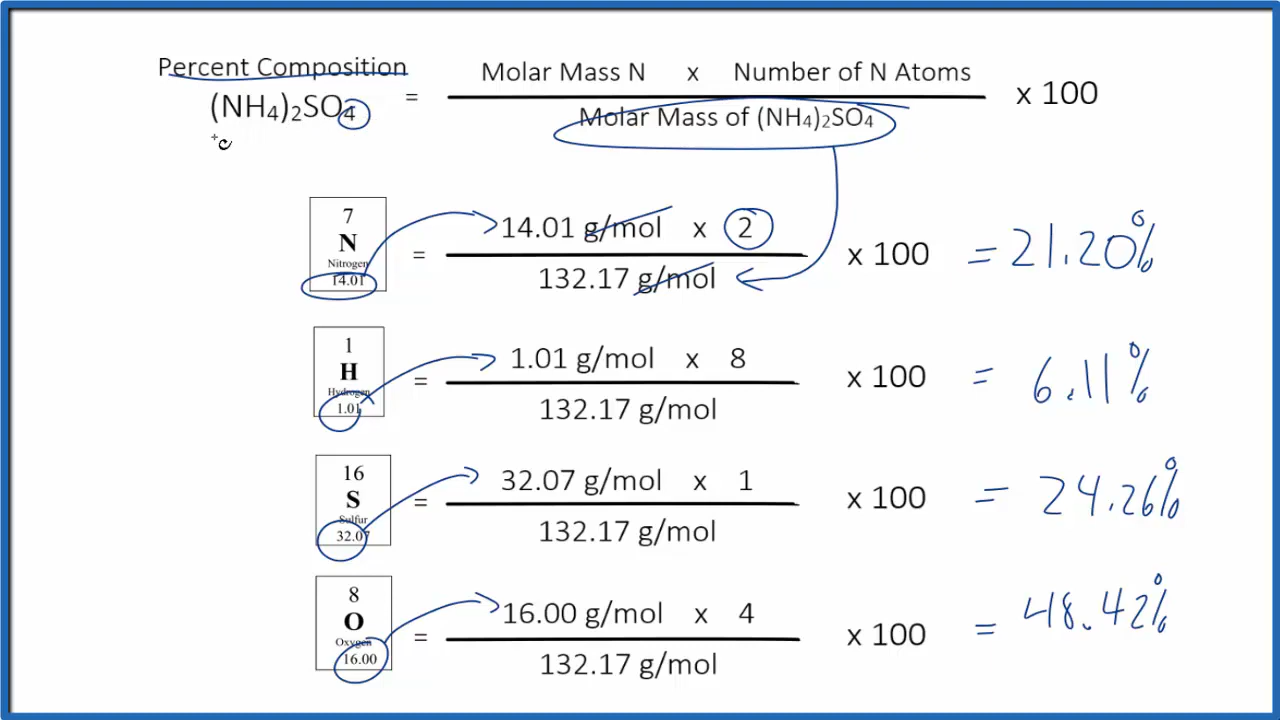 Percent Composition
(NH4)2SO4 = Molar Mass N x Number of N Atoms x 100
Molar Mass of (NH4)2SO4
7
N
Nitrogen
14.01
= 14.01 g/mol x 2 x 100 = 21.20%
132.17 g/mol
1
H
Hydrogen
1.01
= 1.01 g/mol x 8 x 100 = 6.11%
132.17 g/mol
16
S
Sulfur
32.07
= 32.07 g/mol x 1 x 100 = 24.26%
132.17 g/mol
8
O
Oxygen
16.00
= 16.00 g/mol x 4 x 100 = 48.42%
132.17 g/mol